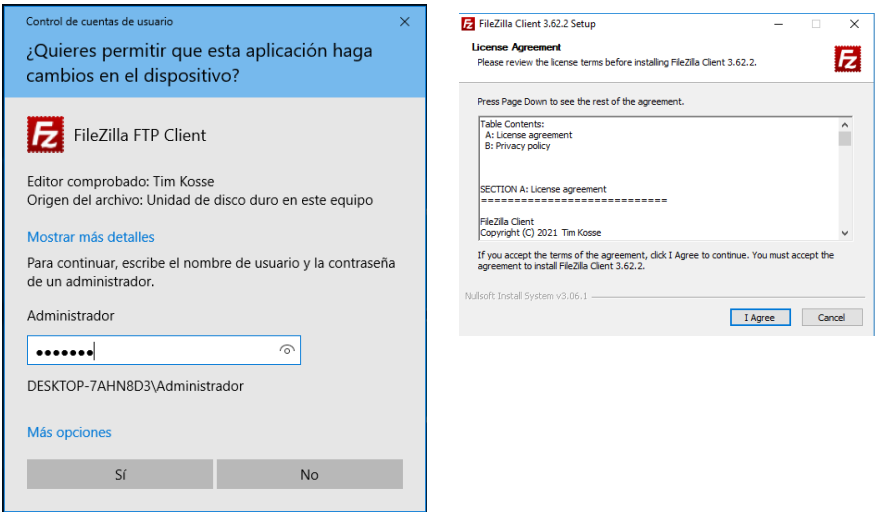 Control de cuentas de usuario
¿Quieres permitir que esta aplicación haga
cambios en el dispositivo?
Fz
FileZilla FTP Client
Editor comprobado: Tim Kosse
Origen del archivo: Unidad de disco duro en este equipo
Mostrar más detalles
Para continuar, escribe el nombre de usuario y la contraseña
de un administrador.
Administrador
●●●●●●●
DESKTOP-7AHN8D3\Administrador
Más opciones
Sí
No
Fz
FileZilla Client 3.62.2 Setup
License Agreement
Please review the license terms before installing FileZilla Client 3.62.2.
Fz
Press Page Down to see the rest of the agreement.
Table Contents:
A: License agreement
B: Privacy policy
SECTION A: License agreement
============================
FileZilla Client
Copyright (C) 2021 Tim Kosse
If you accept the terms of the agreement, click I Agree to continue. You must accept the
agreement to install FileZilla Client 3.62.2.
Nullsoft Install System v3.06.1
I Agree
Cancel